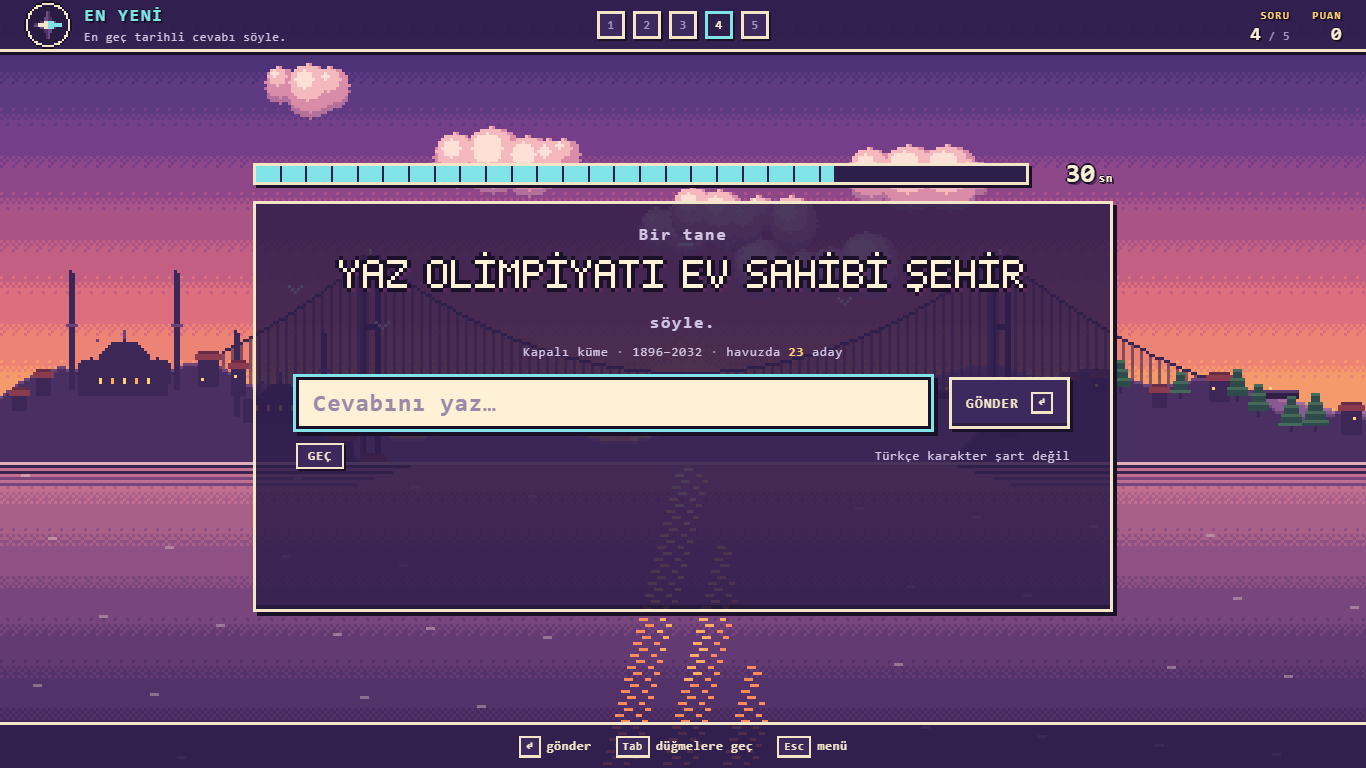 EN YENİ
En geç tarihli cevabı söyle.
1 2 3 4 5
SORU PUAN
4 / 5 0
30 sn
Bir tane
YAZ OLİMPİYATI EV SAHİBİ ŞEHİR
söyle.
Kapalı küme · 1896–2032 · havuzda 23 aday
Cevabını yaz…
GÖNDER ⏎
GEÇ
Türkçe karakter şart değil
⏎ gönder Tab düğmelere geç Esc menü